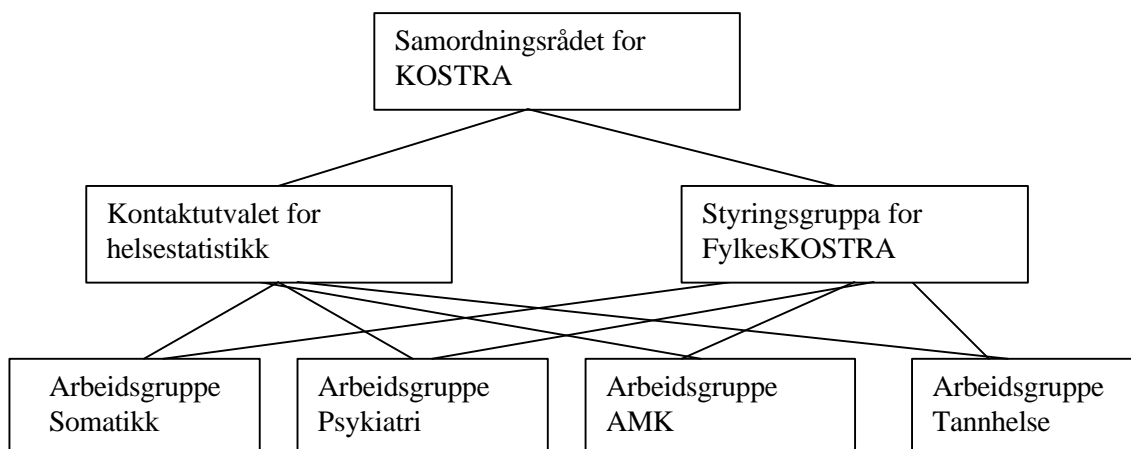 Samordningsrådet for
KOSTRA
Kontaktutvalet for
helsestatistikk
Styringsgruppa for
FylkesKOSTRA
Arbeidsgruppe
Somatikk
Arbeidsgruppe
Psykiatri
Arbeidsgruppe
AMK
Arbeidsgruppe
Tannhelse